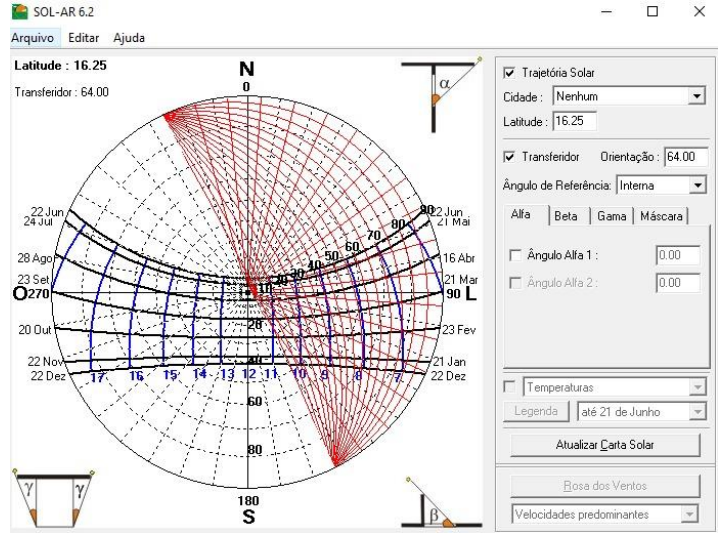 SOL-AR 6.2
Arquivo Editar Ajuda
Latitude : 16.25
Transferidor : 64.00
N
0
α
22 Jun
24 Jul
28 Ago
23 Set
O 270
20 Out
22 Nov
22 Dez
22 Jun
21 Mai
16 Abr
21 Mar
90 L
23 Fev
21 Jan
22 Dez
80
70
60
50
40
30
20
10
20
40
60
80
17 16 15 14 13 12 11 10 9 8 7
180
S
γ γ
β
Trajetória Solar
Cidade : Nenhum
Latitude : 16.25
Transferidor Orientação : 64.00
Ângulo de Referência: Interna
Alfa Beta Gama Máscara
Ângulo Alfa 1 : 0.00
Ângulo Alfa 2 : 0.00
Temperaturas
Legenda até 21 de Junho
Atualizar Carta Solar
Rosa dos Ventos
Velocidades predominantes